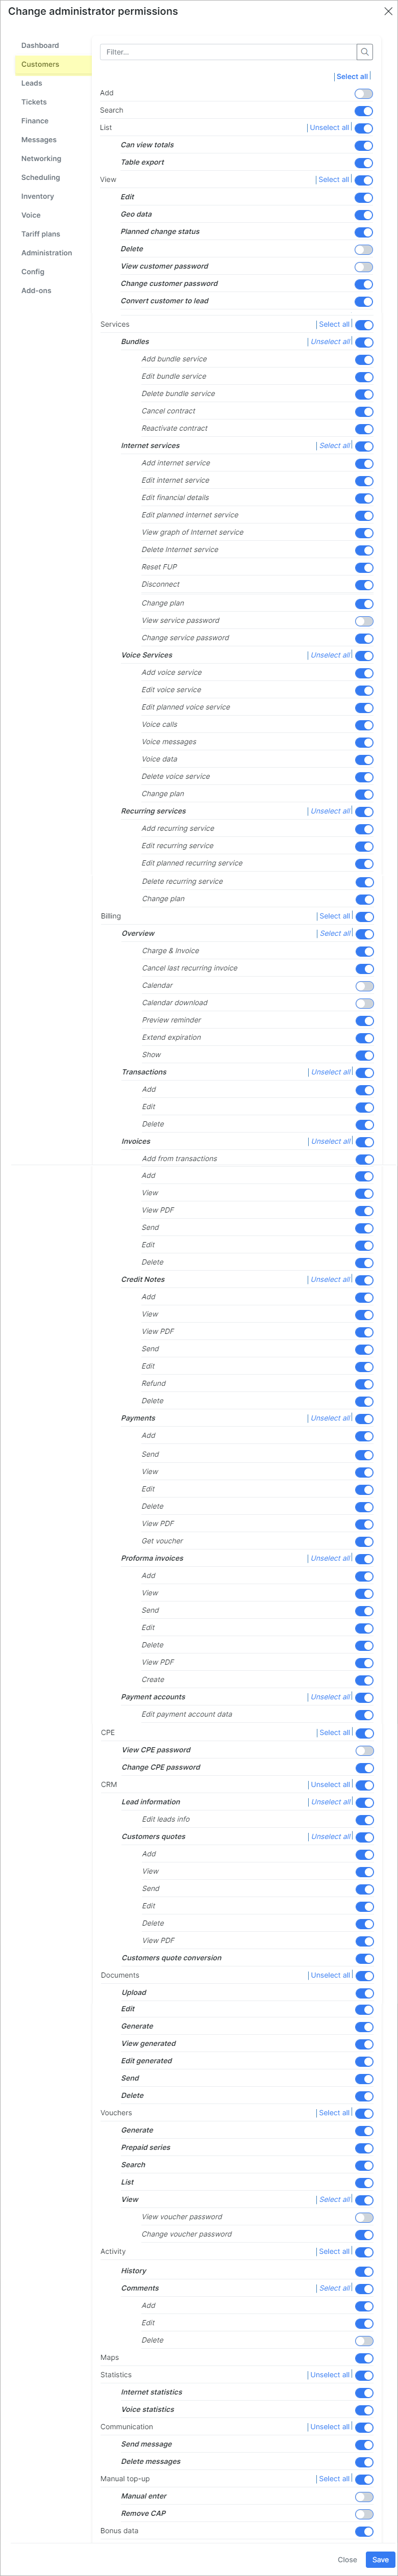 Change administrator permissions
Dashboard
Customers
Leads
Tickets
Finance
Messages
Networking
Scheduling
Inventory
Voice
Tariff plans
Administration
Config
Add-ons
Filter...
Select all
Add
Search
List Unselect all
Can view totals
Table export
View Select all
Edit
Geo data
Planned change status
Delete
View customer password
Change customer password
Convert customer to lead
Services Select all
Bundles Unselect all
Add bundle service
Edit bundle service
Delete bundle service
Cancel contract
Reactivate contract
Internet services Select all
Add internet service
Edit internet service
Edit financial details
Edit planned internet service
View graph of Internet service
Delete Internet service
Reset FUP
Disconnect
Change plan
View service password
Change service password
Voice Services Unselect all
Add voice service
Edit voice service
Edit planned voice service
Voice calls
Voice messages
Voice data
Delete voice service
Change plan
Recurring services Unselect all
Add recurring service
Edit recurring service
Edit planned recurring service
Delete recurring service
Change plan
Billing Select all
Overview Select all
Charge & Invoice
Cancel last recurring invoice
Calendar
Calendar download
Preview reminder
Extend expiration
Show
Transactions Unselect all
Add
Edit
Delete
Invoices Unselect all
Add from transactions
Add
View
View PDF
Send
Edit
Delete
Credit Notes Unselect all
Add
View
View PDF
Send
Edit
Refund
Delete
Payments Unselect all
Add
Send
View
Edit
Delete
View PDF
Get voucher
Proforma invoices Unselect all
Add
View
Send
Edit
Delete
View PDF
Create
Payment accounts Unselect all
Edit payment account data
CPE Select all
View CPE password
Change CPE password
CRM Unselect all
Lead information Unselect all
Edit leads info
Customers quotes Unselect all
Add
View
Send
Edit
Delete
View PDF
Customers quote conversion
Documents Unselect all
Upload
Edit
Generate
View generated
Edit generated
Send
Delete
Vouchers Select all
Generate
Prepaid series
Search
List
View Select all
View voucher password
Change voucher password
Activity Select all
History
Comments Select all
Add
Edit
Delete
Maps
Statistics Unselect all
Internet statistics
Voice statistics
Communication Unselect all
Send message
Delete messages
Manual top-up Select all
Manual enter
Remove CAP
Bonus data
Close Save